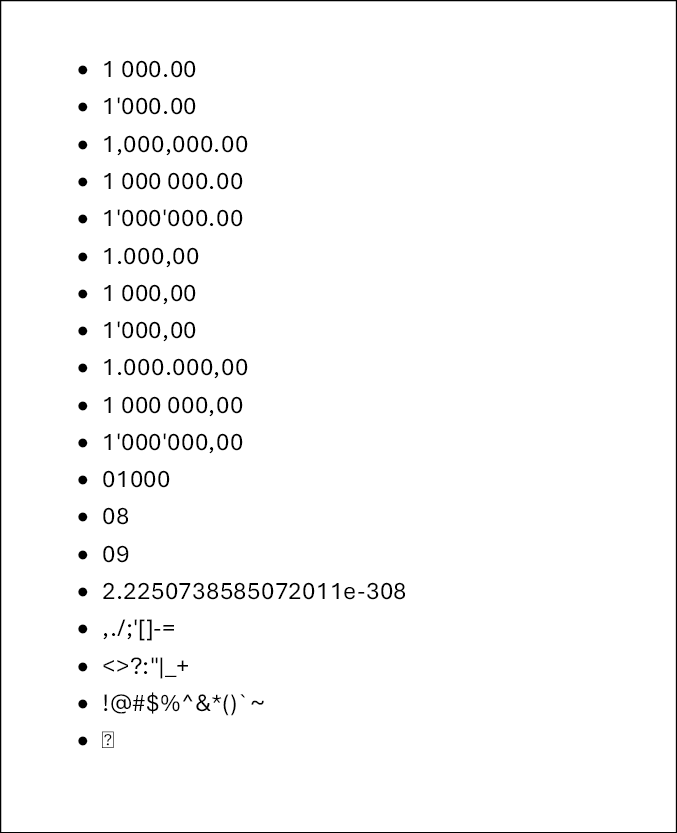 • 1 000.00
• 1'000.00
• 1,000,000.00
• 1 000 000.00
• 1'000'000.00
• 1.000,00
• 1 000,00
• 1'000,00
• 1.000.000,00
• 1 000 000,00
• 1'000'000,00
• 01000
• 08
• 09
• 2.2250738585072011e-308
• ,./;'[]-=
• <>?:"|_+
• !@#$%^&*()`~